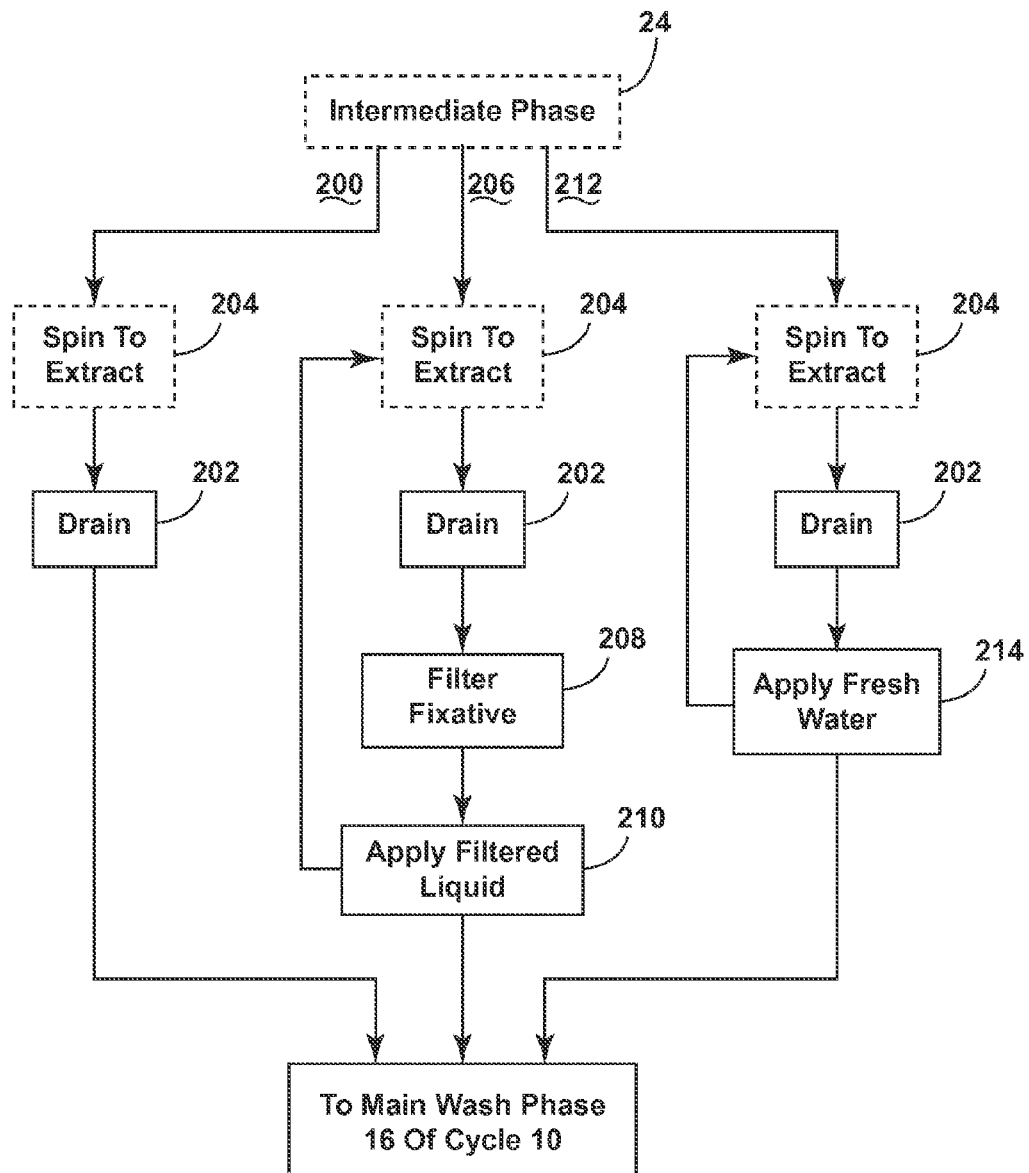 24
Intermediate Phase
200
206
212
204
204
204
Spin To
Extract
Spin To
Extract
Spin To
Extract
202
202
202
Drain
Drain
Drain
208
Filter
Fixative
214
Apply Fresh
Water
210
Apply Filtered
Liquid
To Main Wash Phase
16 Of Cycle 10